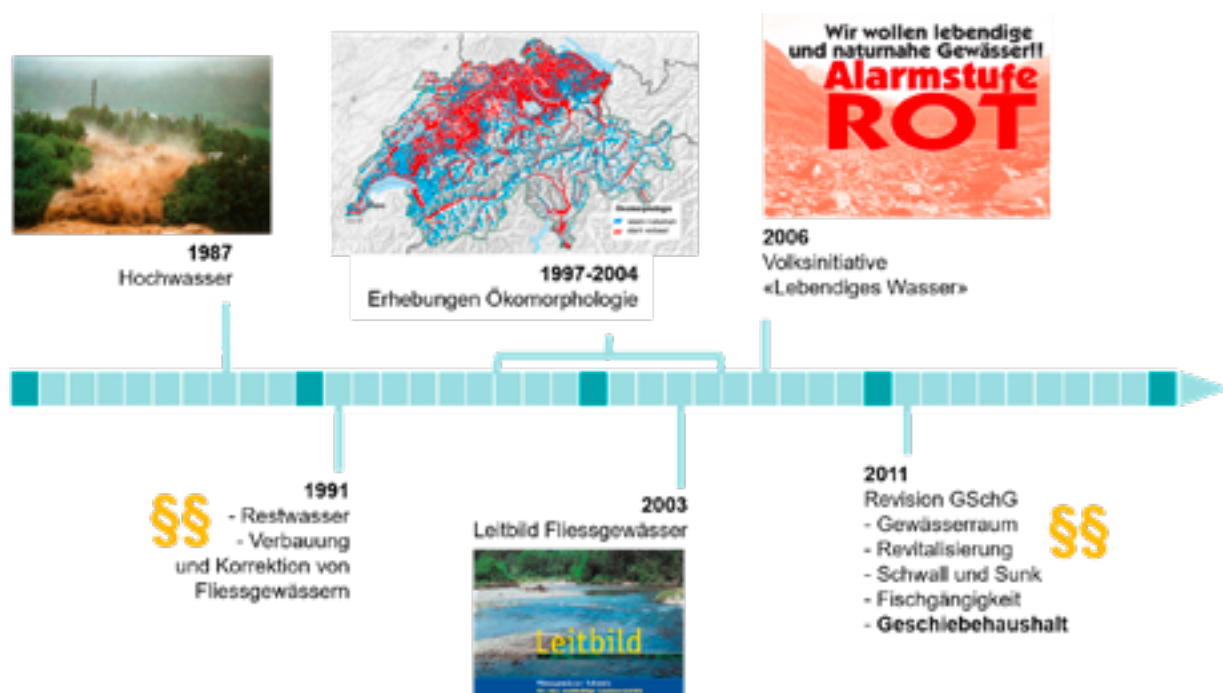 Wir wollen lebendige
und naturnahe Gewässer!!
Alarmstufe
ROT
Ökomorphologie
1987
Hochwasser
1997-2004
Erhebungen Ökomorphologie
2006
Volksinitiative
«Lebendiges Wasser»
§§
1991
- Restwasser
- Verbauung
und Korrektion von
Fliessgewässern
2003
Leitbild Fliessgewässer
Leitbild
2011
Revision GSchG
- Gewässerraum
- Revitalisierung
- Schwall und Sunk
- Fischgängigkeit
- Geschiebehaushalt
§§